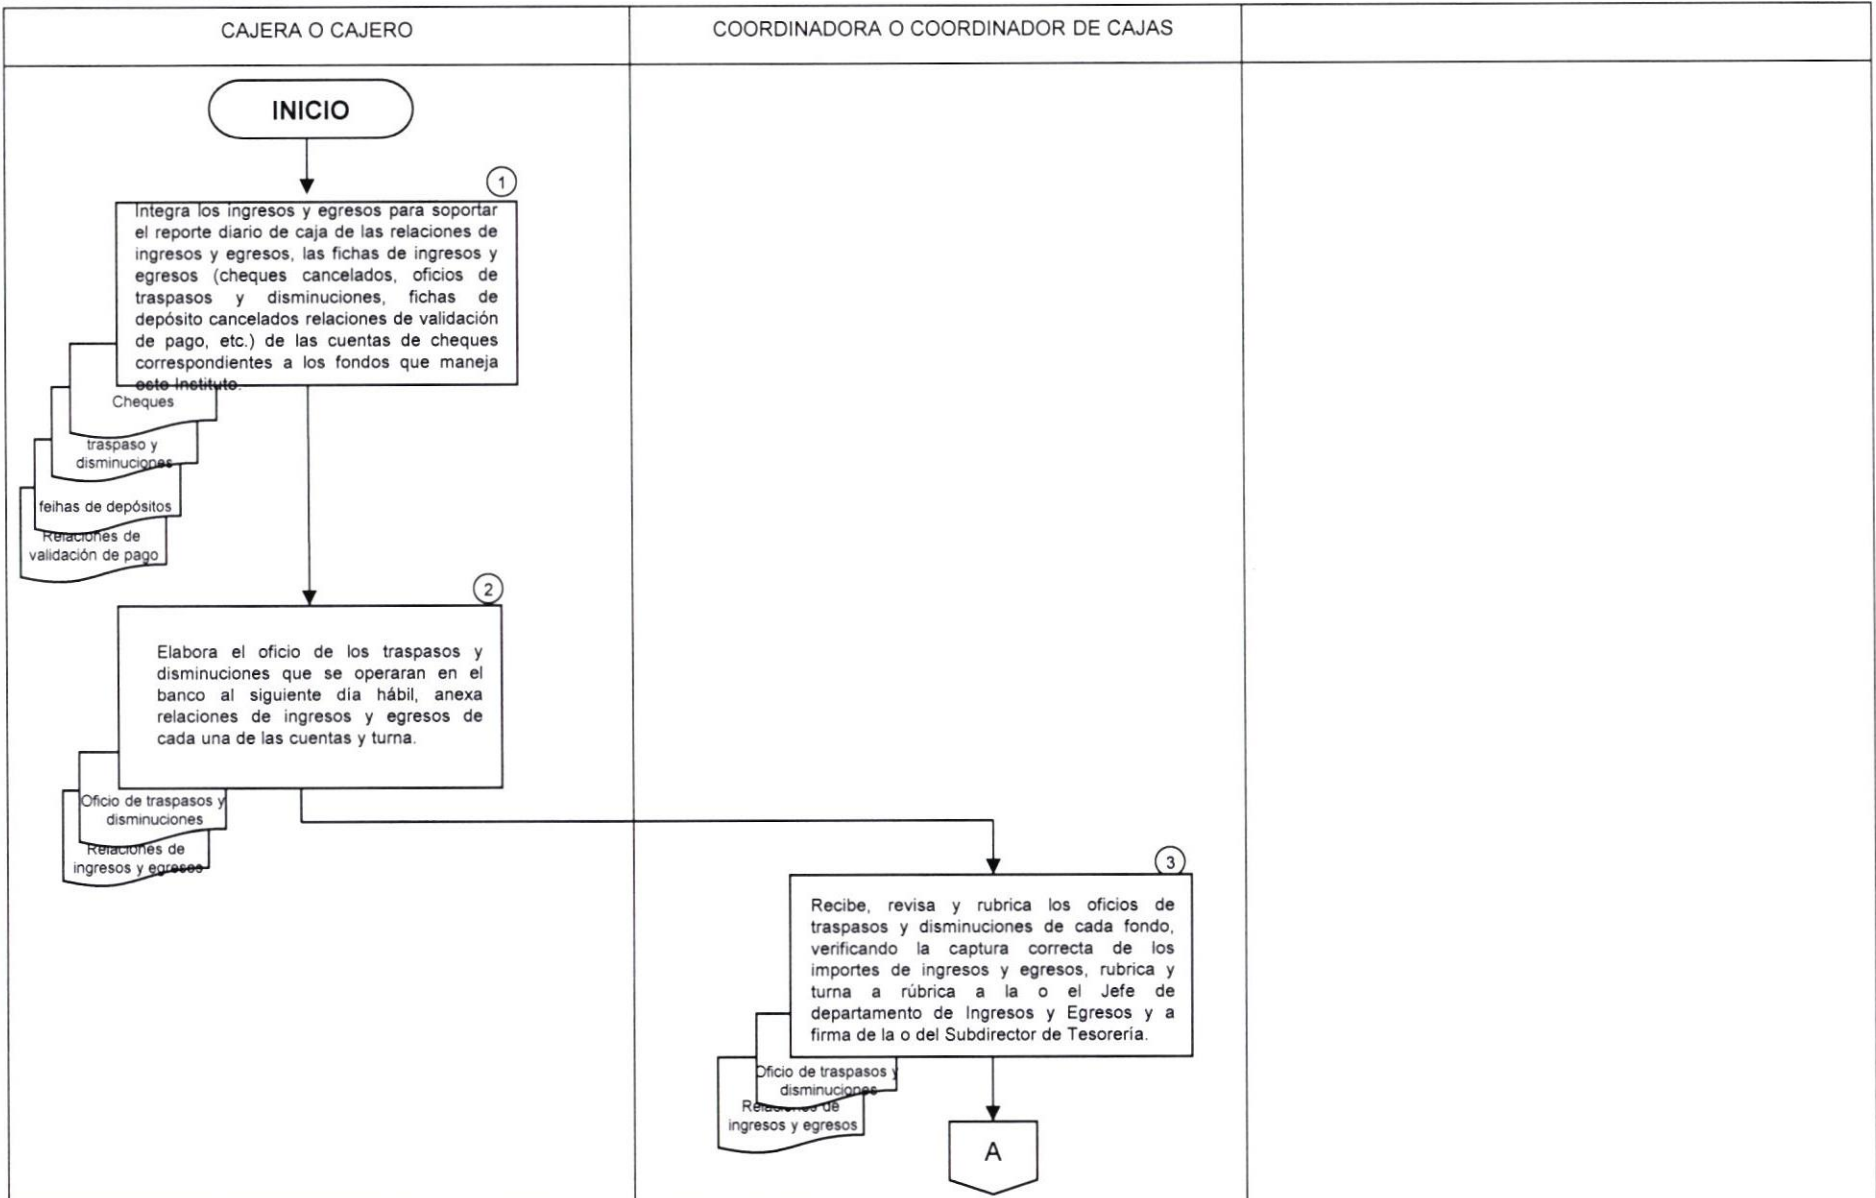 CAJERA O CAJERO
COORDINADORA O COORDINADOR DE CAJAS
INICIO
1
Integra los ingresos y egresos para soportar
el reporte diario de caja de las relaciones de
ingresos y egresos, las fichas de ingresos y
egresos (cheques cancelados, oficios de
traspasos y disminuciones, fichas de
depósito cancelados relaciones de validación
de pago, etc.) de las cuentas de cheques
correspondientes a los fondos que maneja
este Instituto.
Cheques
traspaso y
disminuciones
feihas de depósitos
Relaciones de
validación de pago
2
Elabora el oficio de los traspasos y
disminuciones que se operaran en el
banco al siguiente día hábil, anexa
relaciones de ingresos y egresos de
cada una de las cuentas y turna.
Oficio de traspasos y
disminuciones
Relaciones de
ingresos y egresos
3
Recibe, revisa y rubrica los oficios de
traspasos y disminuciones de cada fondo,
verificando la captura correcta de los
importes de ingresos y egresos, rubrica y
turna a rúbrica a la o el Jefe de
departamento de Ingresos y Egresos y a
firma de la o del Subdirector de Tesorería.
Oficio de traspasos y
disminuciones
Relaciones de
ingresos y egresos
A